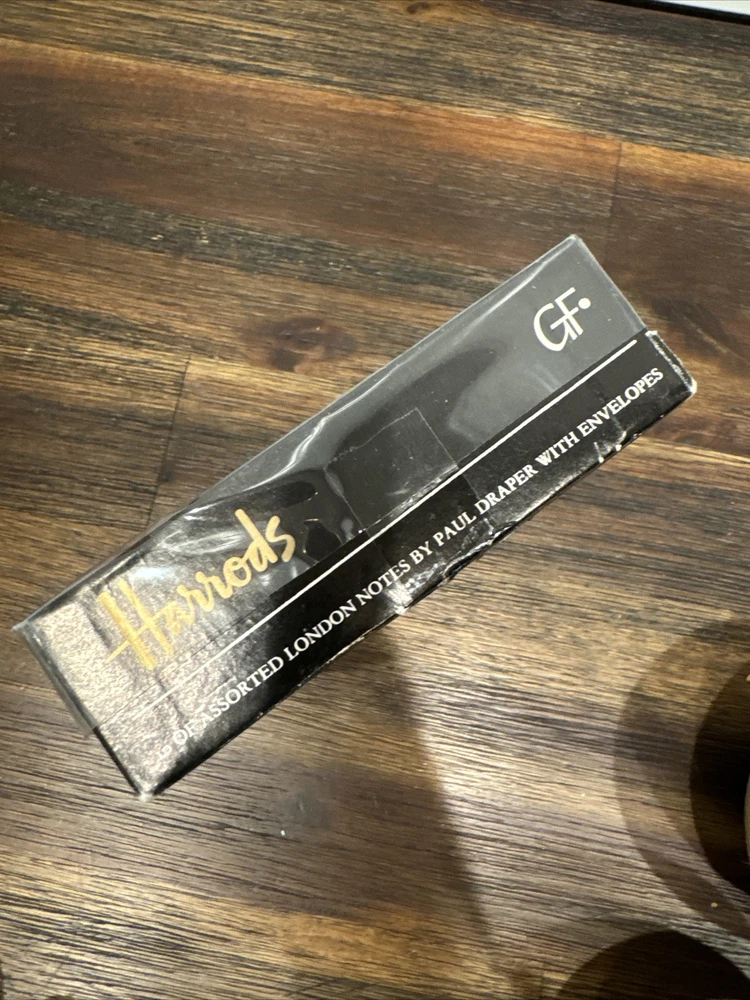 GF.
Harrods
OF ASSORTED LONDON NOTES BY PAUL DRAPER WITH ENVELOPES